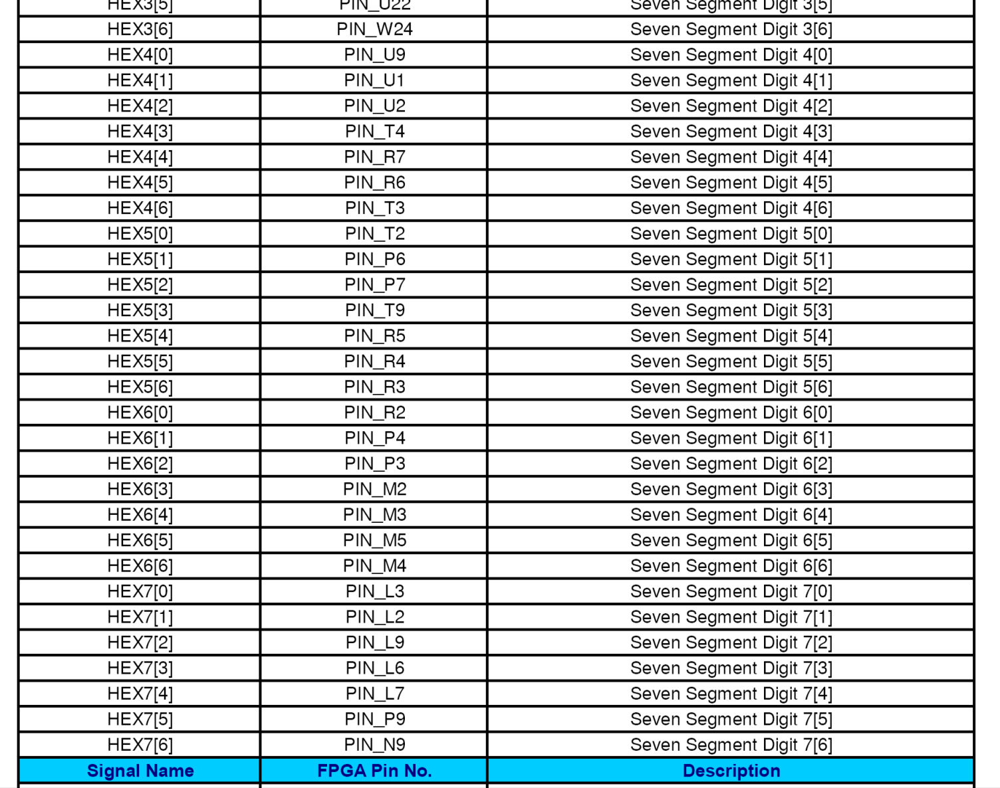 HEX3[5] PIN_U22 Seven Segment Digit 3[5]
HEX3[6] PIN_W24 Seven Segment Digit 3[6]
HEX4[0] PIN_U9 Seven Segment Digit 4[0]
HEX4[1] PIN_U1 Seven Segment Digit 4[1]
HEX4[2] PIN_U2 Seven Segment Digit 4[2]
HEX4[3] PIN_T4 Seven Segment Digit 4[3]
HEX4[4] PIN_R7 Seven Segment Digit 4[4]
HEX4[5] PIN_R6 Seven Segment Digit 4[5]
HEX4[6] PIN_T3 Seven Segment Digit 4[6]
HEX5[0] PIN_T2 Seven Segment Digit 5[0]
HEX5[1] PIN_P6 Seven Segment Digit 5[1]
HEX5[2] PIN_P7 Seven Segment Digit 5[2]
HEX5[3] PIN_T9 Seven Segment Digit 5[3]
HEX5[4] PIN_R5 Seven Segment Digit 5[4]
HEX5[5] PIN_R4 Seven Segment Digit 5[5]
HEX5[6] PIN_R3 Seven Segment Digit 5[6]
HEX6[0] PIN_R2 Seven Segment Digit 6[0]
HEX6[1] PIN_P4 Seven Segment Digit 6[1]
HEX6[2] PIN_P3 Seven Segment Digit 6[2]
HEX6[3] PIN_M2 Seven Segment Digit 6[3]
HEX6[4] PIN_M3 Seven Segment Digit 6[4]
HEX6[5] PIN_M5 Seven Segment Digit 6[5]
HEX6[6] PIN_M4 Seven Segment Digit 6[6]
HEX7[0] PIN_L3 Seven Segment Digit 7[0]
HEX7[1] PIN_L2 Seven Segment Digit 7[1]
HEX7[2] PIN_L9 Seven Segment Digit 7[2]
HEX7[3] PIN_L6 Seven Segment Digit 7[3]
HEX7[4] PIN_L7 Seven Segment Digit 7[4]
HEX7[5] PIN_P9 Seven Segment Digit 7[5]
HEX7[6] PIN_N9 Seven Segment Digit 7[6]
Signal Name FPGA Pin No. Description